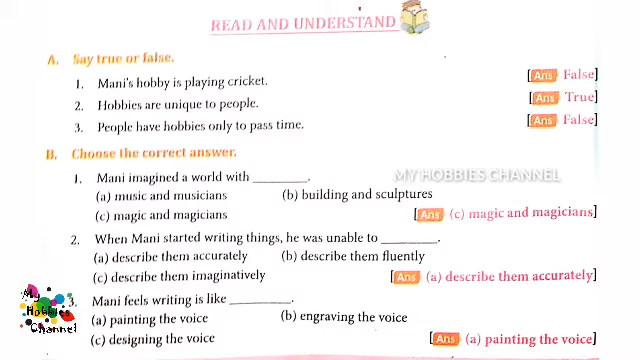 READ AND UNDERSTAND
A. Say true or false.
1. Mani's hobby is playing cricket. [Ans False]
2. Hobbies are unique to people. [Ans True]
3. People have hobbies only to pass time. [Ans False]
B. Choose the correct answer.
1. Mani imagined a world with ________.
MY HOBBIES CHANNEL
(a) music and musicians (b) building and sculptures
(c) magic and magicians [Ans (c) magic and magicians]
2. When Mani started writing things, he was unable to ________.
(a) describe them accurately (b) describe them fluently
(c) describe them imaginatively [Ans (a) describe them accurately]
3. Mani feels writing is like ________.
(a) painting the voice (b) engraving the voice
(c) designing the voice [Ans (a) painting the voice]
My
Hobbies
Channel